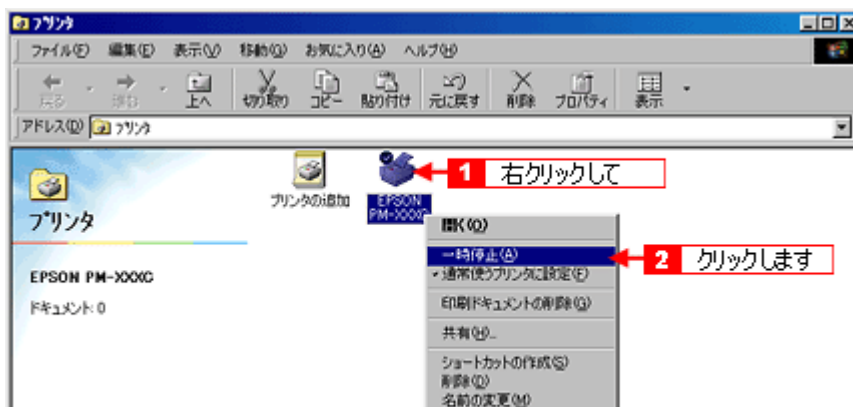 プリンタ
ファイル(F) 編集(E) 表示(V) 移動(G) お気に入り(A) ヘルプ(H)
戻る 進む 上へ 切り取り コピー 貼り付け 元に戻す 削除 プロパティ 表示
アドレス(D) プリンタ
プリンタ
EPSON PM-XXXC
ドキュメント: 0
プリンタの追加
EPSON
PM-XXXC
1 右クリックして
開く(O)
一時停止(A)
2 クリックします
通常使うプリンタに設定(F)
印刷ドキュメントの削除(G)
共有(H)...
ショートカットの作成(S)
削除(D)
名前の変更(M)